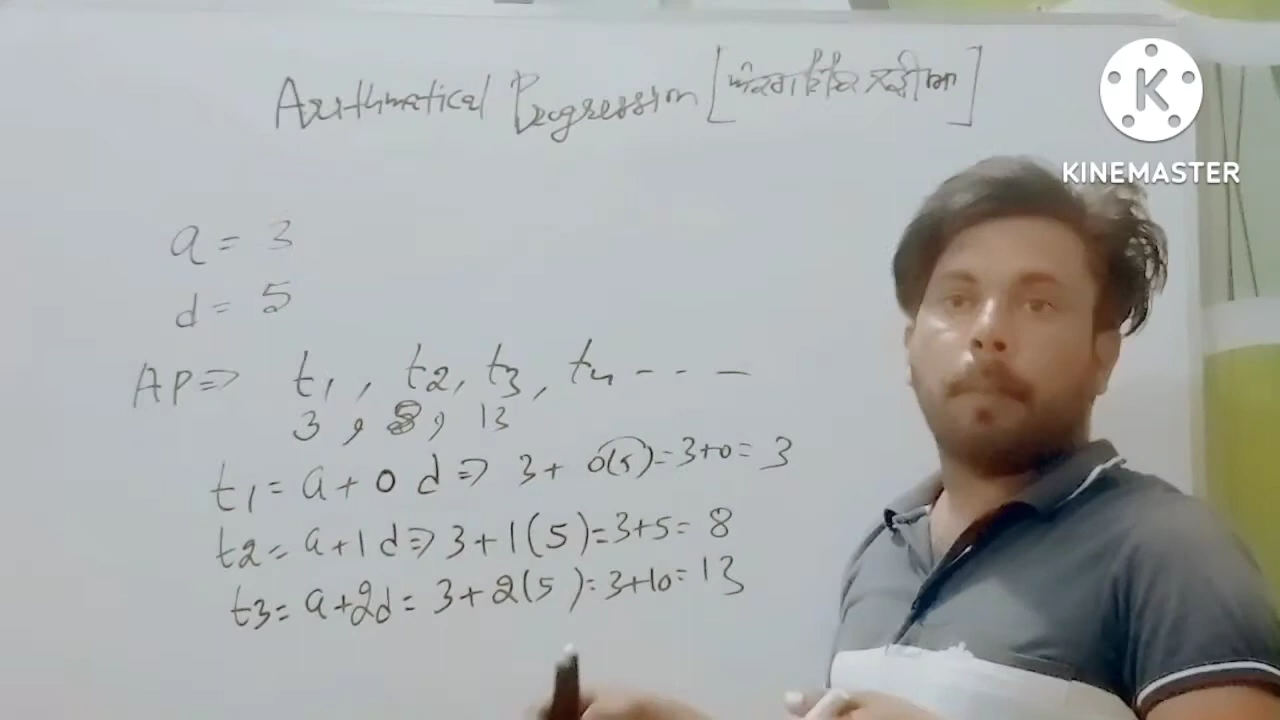 Arithmatical Progression [ਅੰਕਗਣਿਤਿਕ ਲੜੀਆਂ]
K
KINEMASTER
a = 3
d = 5
AP => t1, t2, t3, t4 - - -
3, 8, 13
t1 = a + 0 d => 3 + 0(5) = 3+0 = 3
t2 = a + 1 d => 3 + 1(5) = 3+5 = 8
t3 = a + 2d = 3 + 2(5) = 3+10 = 13